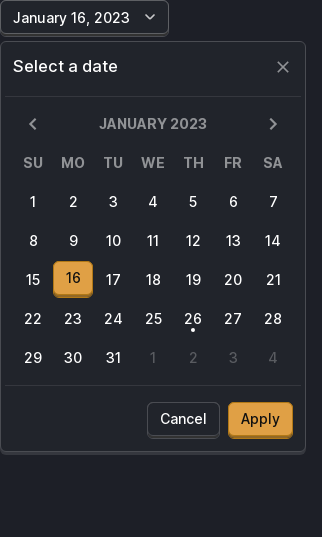 January 16, 2023
Select a date
JANUARY 2023
SU MO TU WE TH FR SA
1 2 3 4 5 6 7
8 9 10 11 12 13 14
15 16 17 18 19 20 21
22 23 24 25 26 27 28
29 30 31 1 2 3 4
Cancel Apply